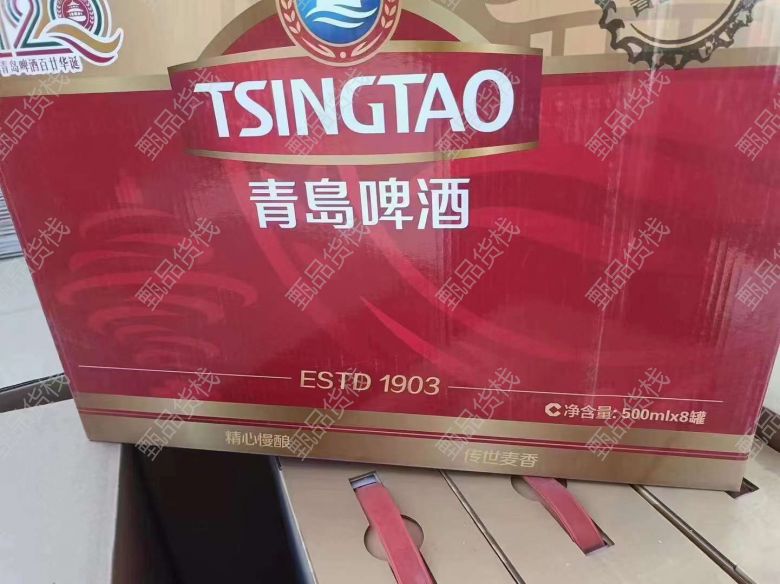 120
青岛啤酒百廿华诞
TSINGTAO
青島啤酒
ESTD 1903
C净含量: 500mlx8罐
精心慢酿
传世麦香
甄品货栈